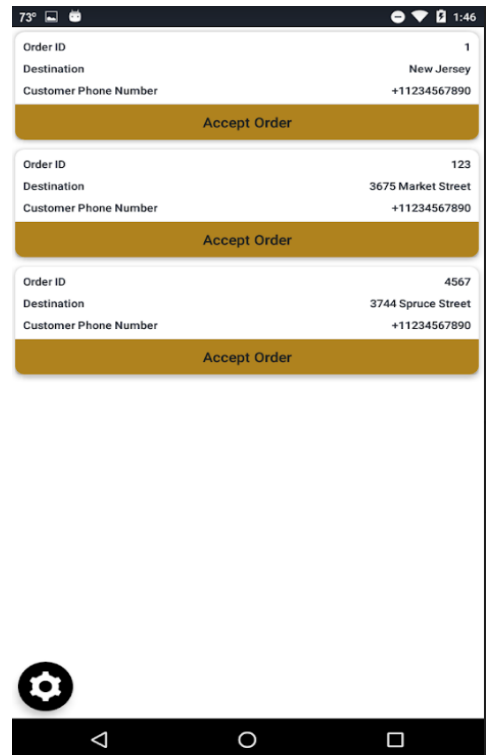 73° 1:46
Order ID 1
Destination New Jersey
Customer Phone Number +11234567890
Accept Order
Order ID 123
Destination 3675 Market Street
Customer Phone Number +11234567890
Accept Order
Order ID 4567
Destination 3744 Spruce Street
Customer Phone Number +11234567890
Accept Order